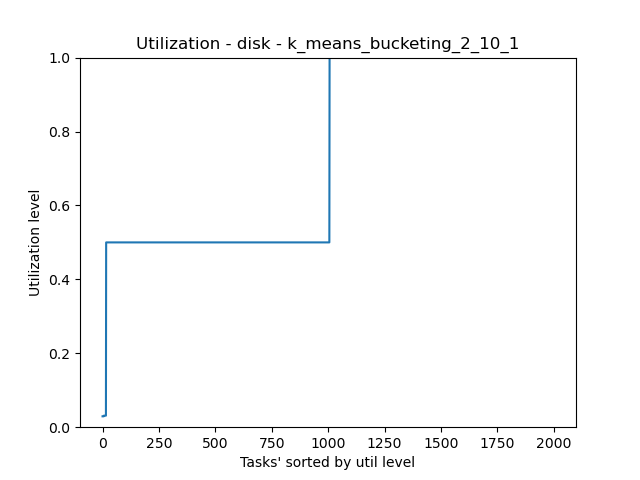 Utilization - disk - k_means_bucketing_2_10_1
1.0
0.8
0.6
0.4
0.2
0.0
Utilization level
0 250 500 750 1000 1250 1500 1750 2000
Tasks' sorted by util level